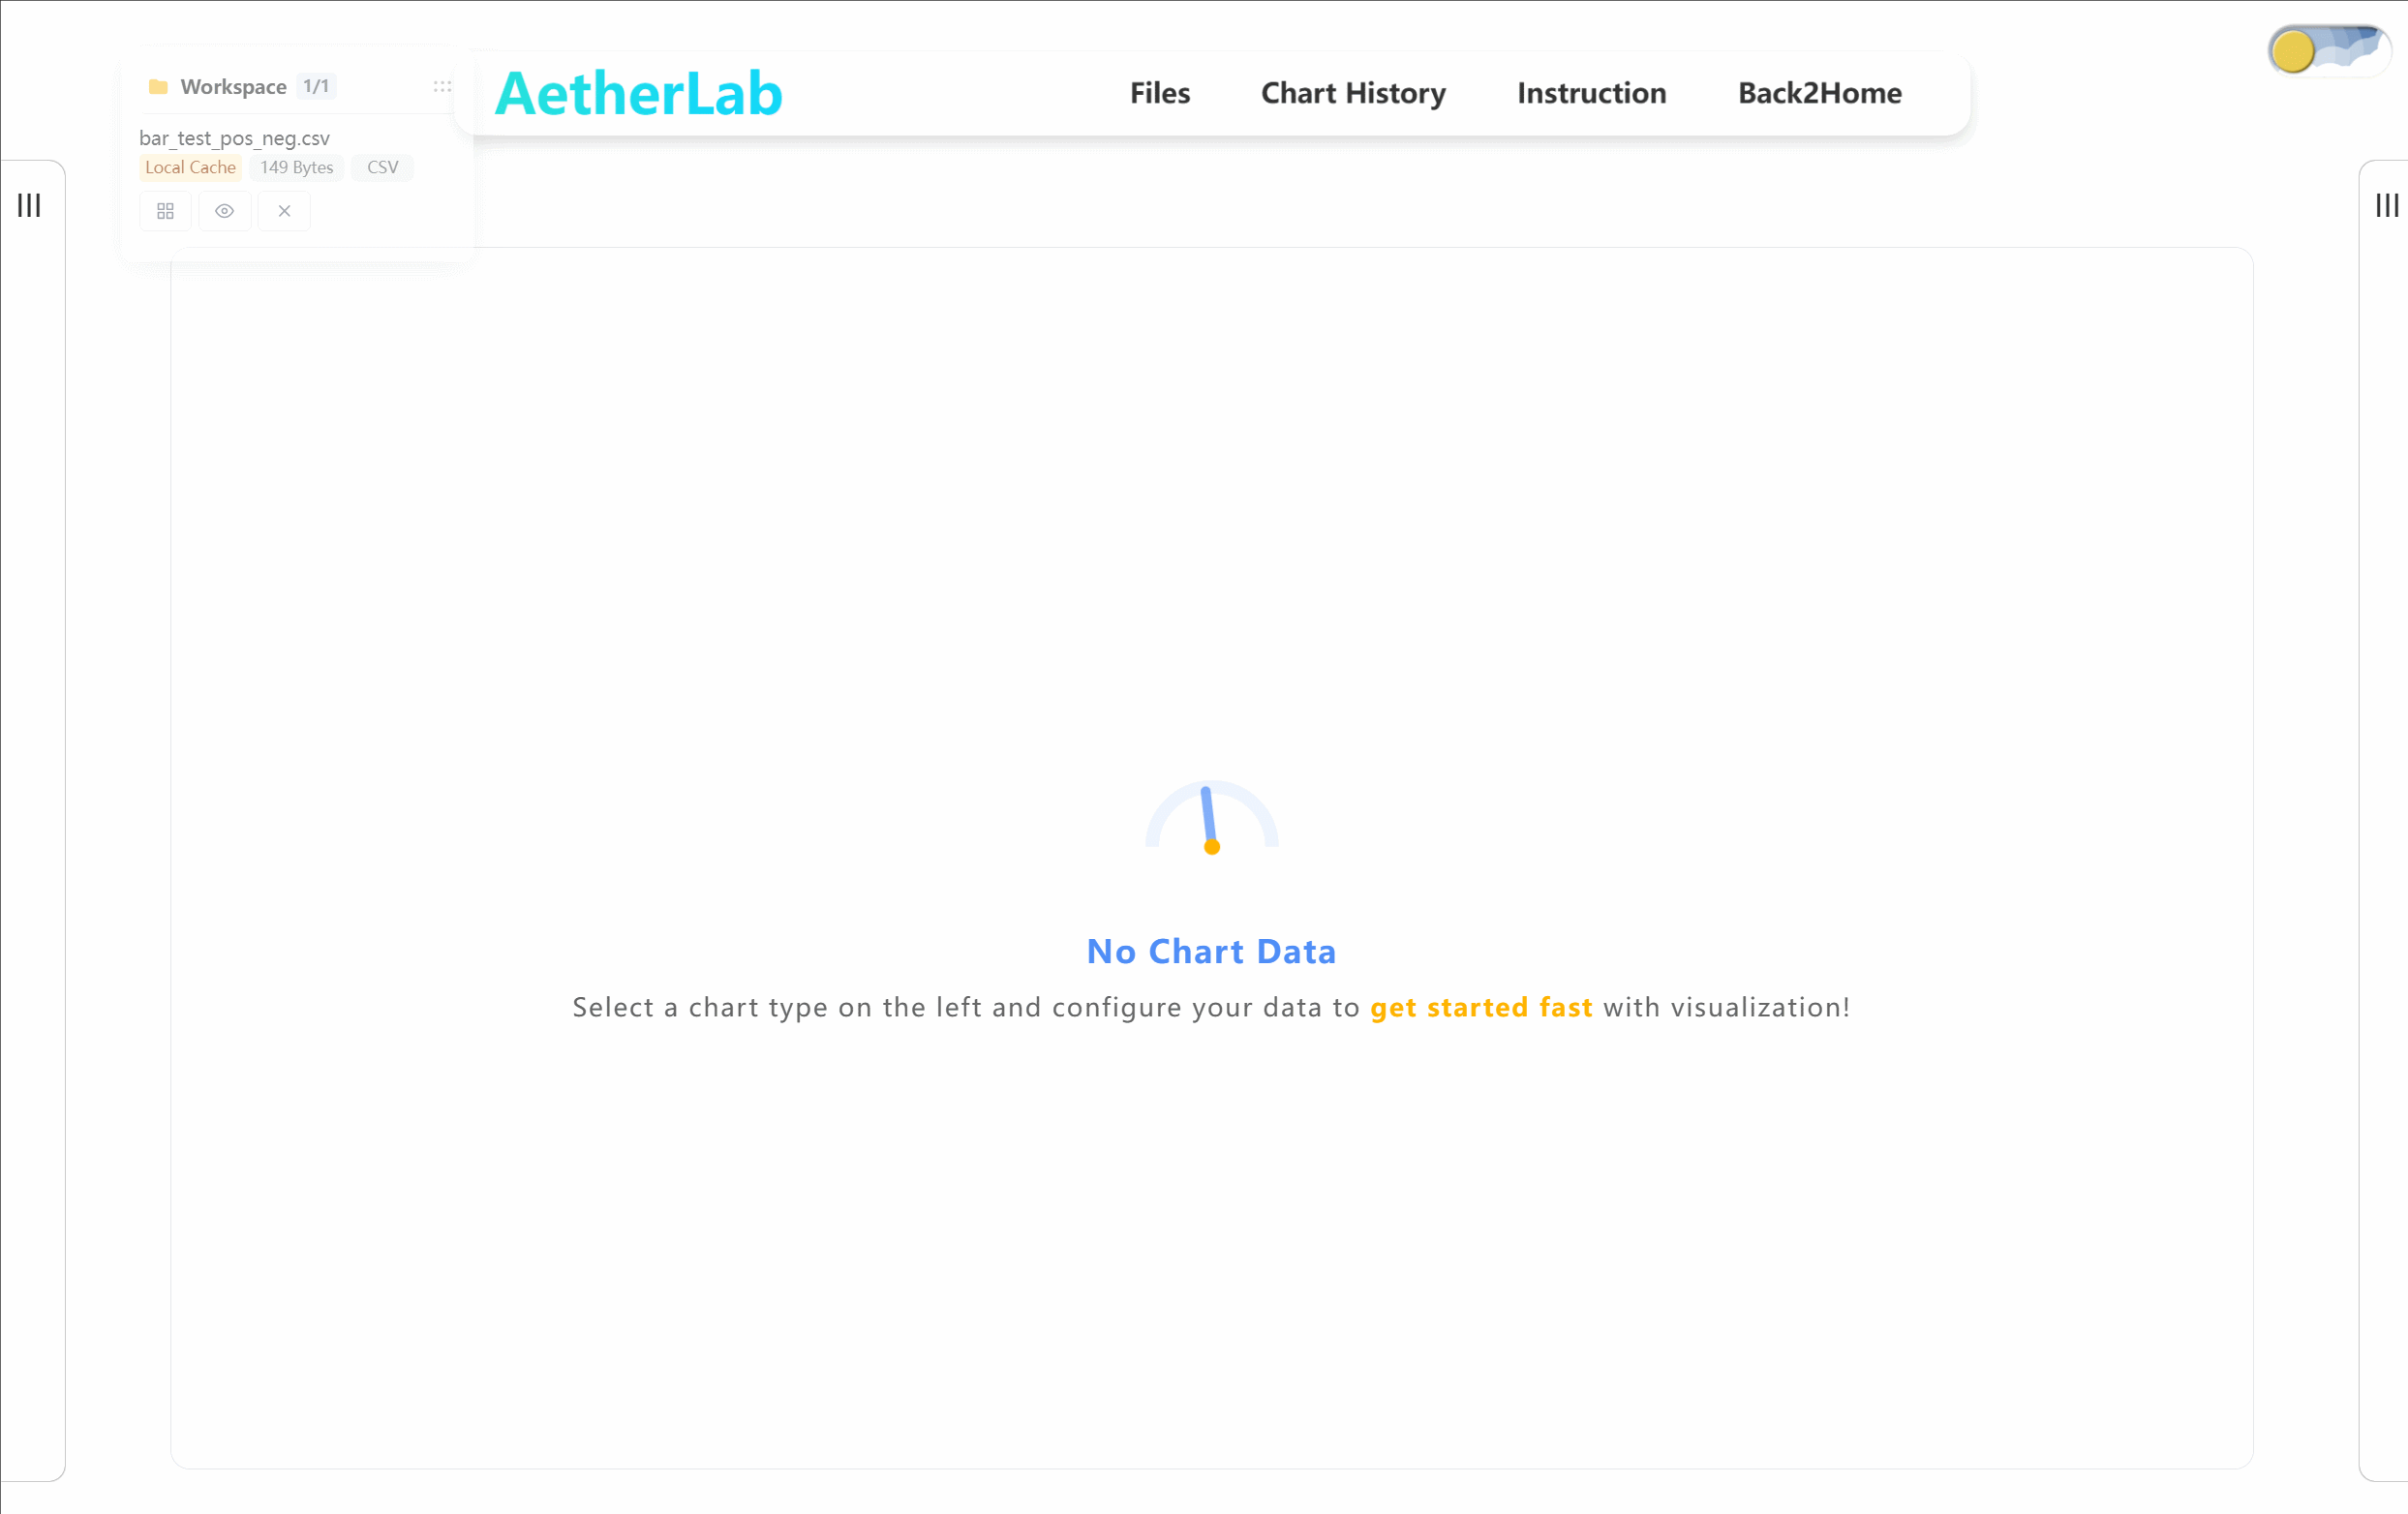 Workspace 1/1
bar_test_pos_neg.csv
Local Cache 149 Bytes CSV
AetherLab
Files Chart History Instruction Back2Home
No Chart Data
Select a chart type on the left and configure your data to get started fast with visualization!